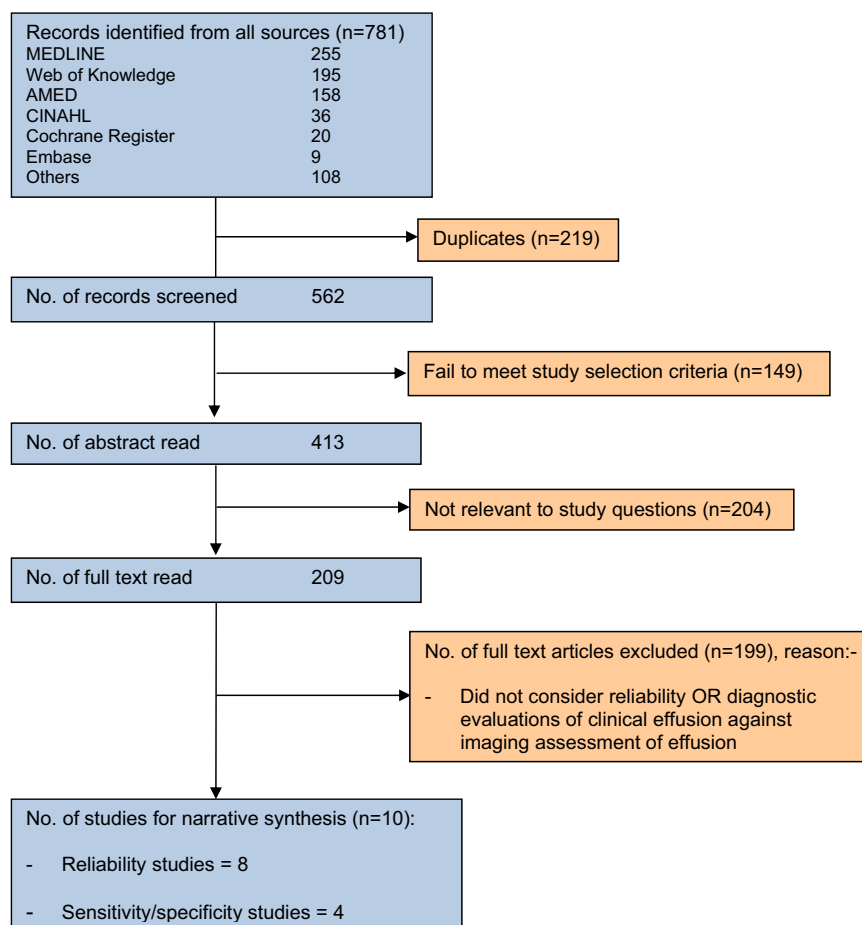 Records identified from all sources (n=781)
MEDLINE 255
Web of Knowledge 195
AMED 158
CINAHL 36
Cochrane Register 20
Embase 9
Others 108
Duplicates (n=219)
No. of records screened 562
Fail to meet study selection criteria (n=149)
No. of abstract read 413
Not relevant to study questions (n=204)
No. of full text read 209
No. of full text articles excluded (n=199), reason:-
- Did not consider reliability OR diagnostic
evaluations of clinical effusion against
imaging assessment of effusion
No. of studies for narrative synthesis (n=10):
- Reliability studies = 8
- Sensitivity/specificity studies = 4